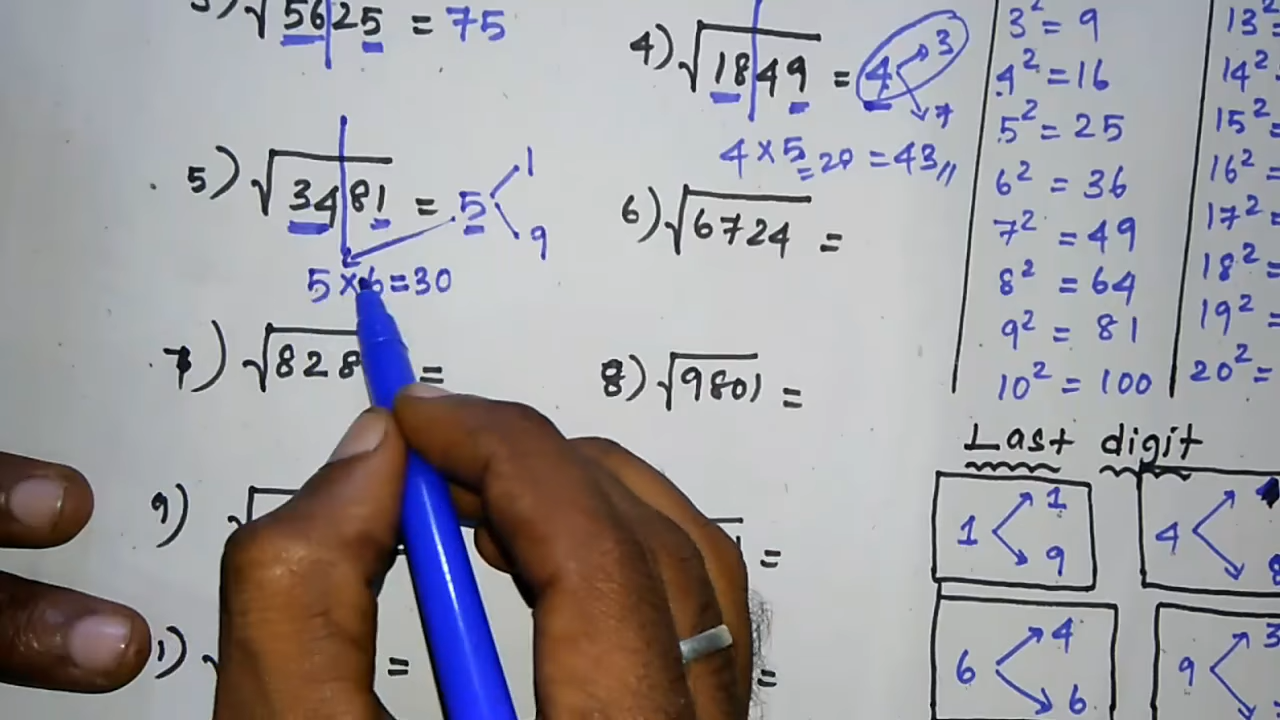 √5625 = 75
4) √1849 = 4 3 7
4 × 5 = 20 = 43 //
5) √3481 = 5 1 9
5 × 6 = 30
6) √6724 =
7) √828 =
8) √9801 =
9) √ =
=
1) √ =
=
3² = 9
4² = 16
5² = 25
6² = 36
7² = 49
8² = 64
9² = 81
10² = 100
13² =
14² =
15² =
16² =
17² =
18² =
19² =
20² =
Last digit
1 1 9
4 8
6 4 6
9 3